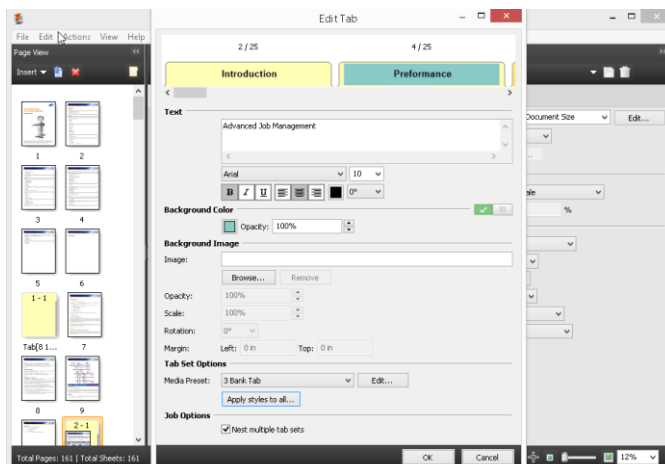 Edit Tab
File Edit Actions View Help
Page View
Insert
1
2
3
4
5
6
1 - 1
Tab[8 1...
7
8
9
2 - 1
Total Pages: 161 | Total Sheets: 161
2 / 25
4 / 25
Introduction
Preformance
Text
Advanced Job Management
Arial
10
B I U
0°
Background Color
Opacity: 100%
Background Image
Image:
Browse...
Remove
Opacity: 100%
Scale: 100%
Rotation: 0°
Margin: Left: 0 in Top: 0 in
Tab Set Options
Media Preset: 3 Bank Tab Edit...
Apply styles to all...
Job Options
Nest multiple tab sets
OK Cancel
Document Size
Edit...
%
12%